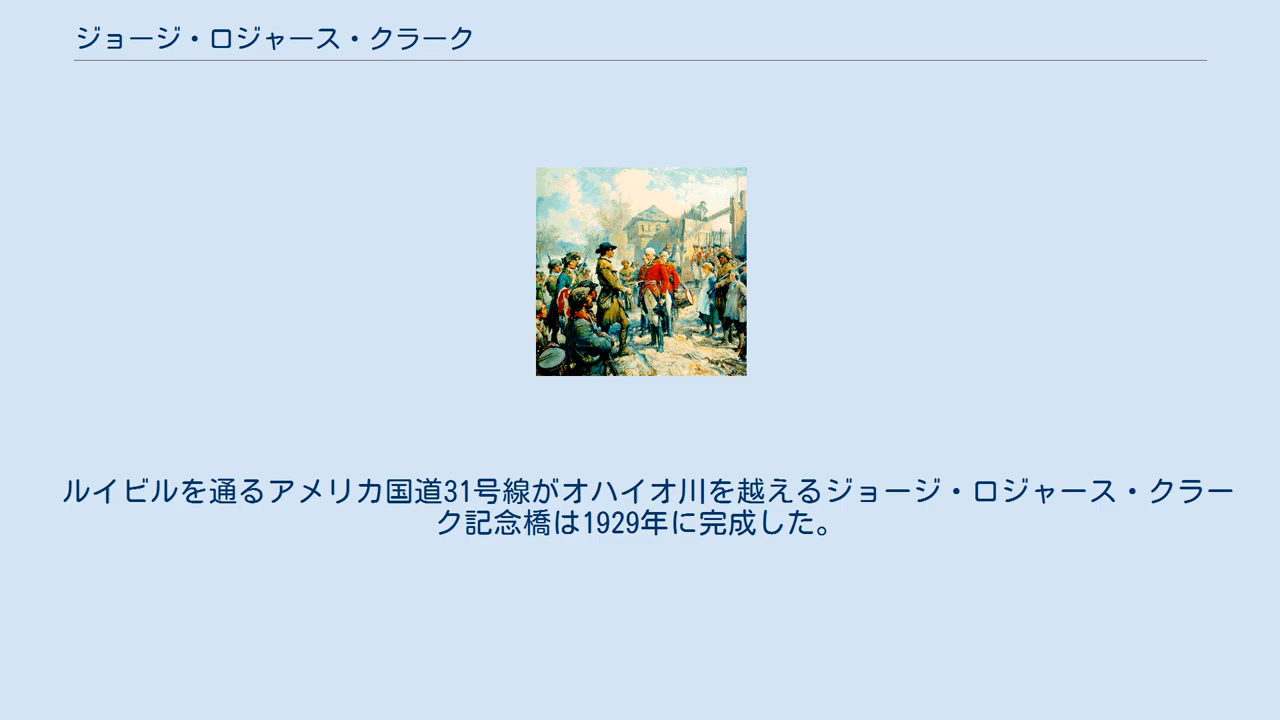 ジョージ・ロジャース・クラーク
ルイビルを通るアメリカ国道31号線がオハイオ川を越えるジョージ・ロジャース・クラー
ク記念橋は1929年に完成した。